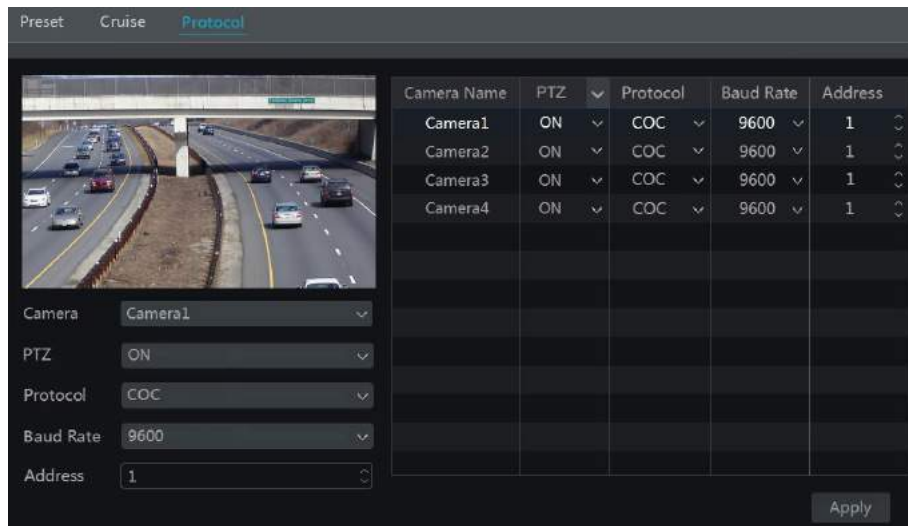 Preset Cruise Protocol
Camera Name PTZ Protocol Baud Rate Address
Camera1 ON COC 9600 1
Camera2 ON COC 9600 1
Camera3 ON COC 9600 1
Camera4 ON COC 9600 1
Camera Camera1
PTZ ON
Protocol COC
Baud Rate 9600
Address 1
Apply